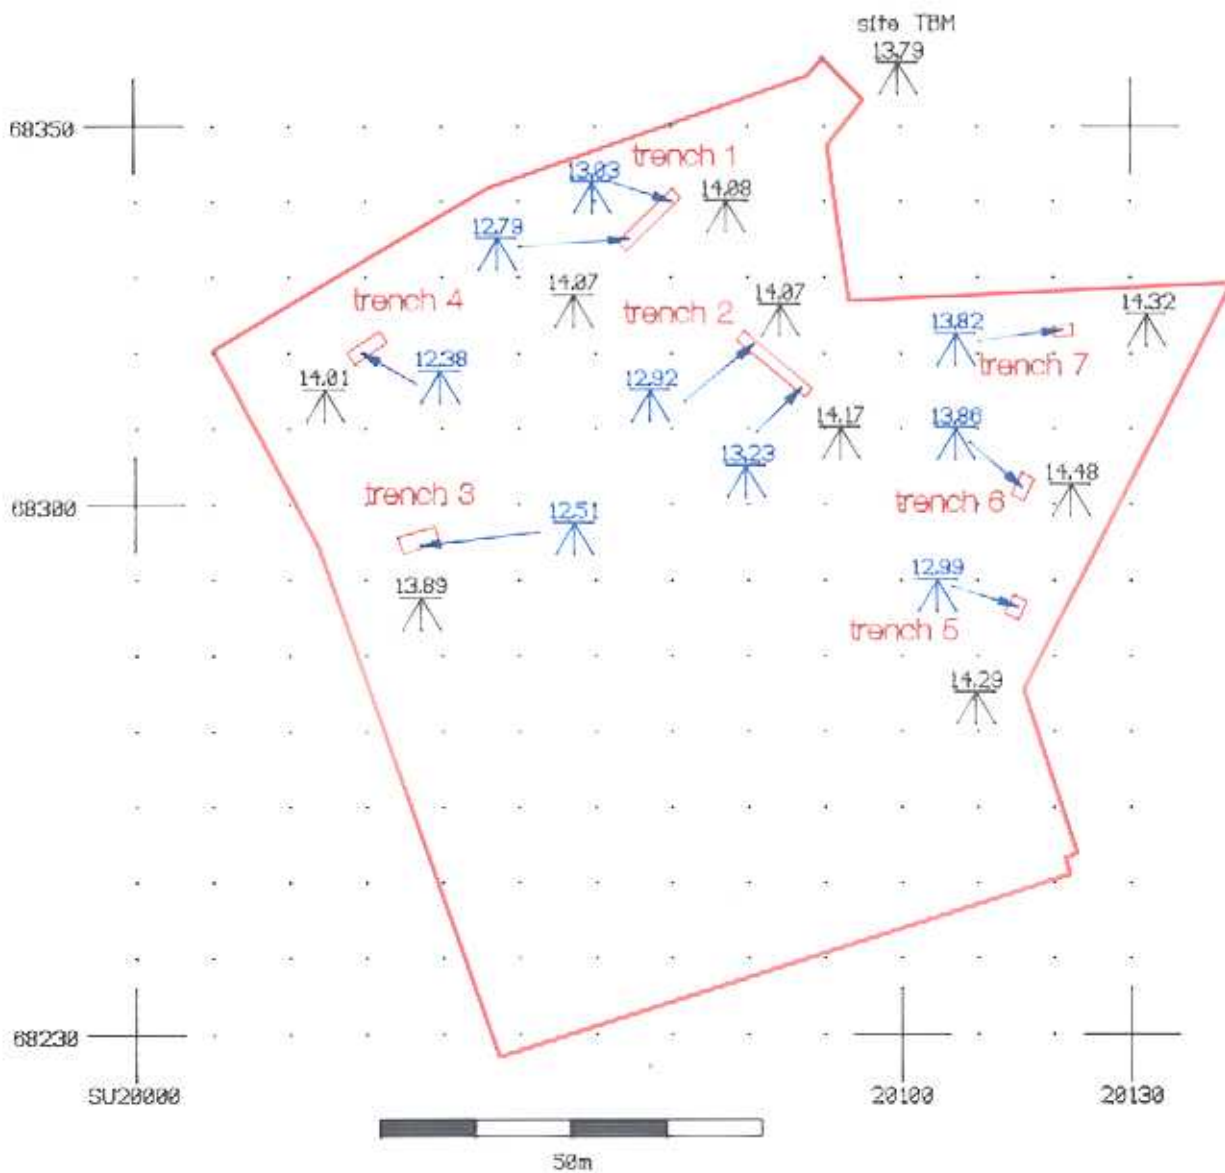 site TBM
13.79
68350
trench 1
13.03
14.08
12.79
14.07
14.07
trench 4
trench 2
14.32
13.82
trench 7
12.38
14.01
12.92
14.17
13.86
13.23
14.48
trench 3
trench 6
68300
12.51
12.99
13.89
trench 5
14.29
68230
SU20000
20100
20130
50m